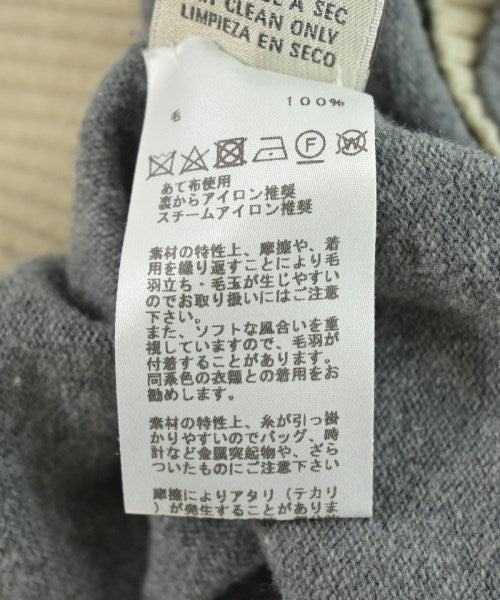 A SEC
CLEAN ONLY
LIMPIEZA EN SECO
毛 100%
F
W
あて布使用
裏からアイロン推奨
スチームアイロン推奨
素材の特性上、摩擦や、着
用を繰り返すことにより毛
羽立ち・毛玉が生じやすい
のでお取り扱いにはご注意
下さい。
また、ソフトな風合いを重
視していますので、毛羽が
付着することがあります。
同系色の衣類との着用をお
勧めします。
素材の特性上、糸が引っ掛
かりやすいのでバッグ、時
計など金属突起物や、ざら
ついたものにご注意下さい
摩擦によりアタリ（テカリ
）が発生することがありま